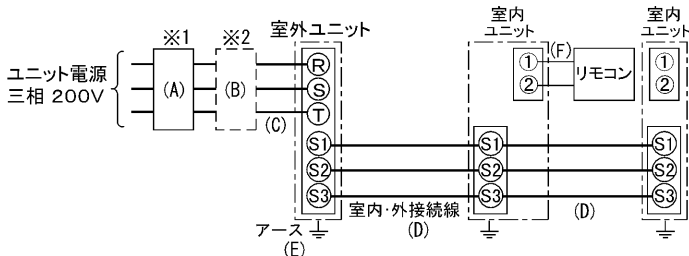 ※1
※2
室外ユニット
室内
ユニット
室内
ユニット
ユニット電源
三相 200V
(A)
(B)
(C)
Ⓡ
Ⓢ
Ⓣ
①
②
(F)
リモコン
①
②
S1
S2
S3
S1
S2
S3
S1
S2
S3
室内・外接続線
(D)
(D)
アース
(E)